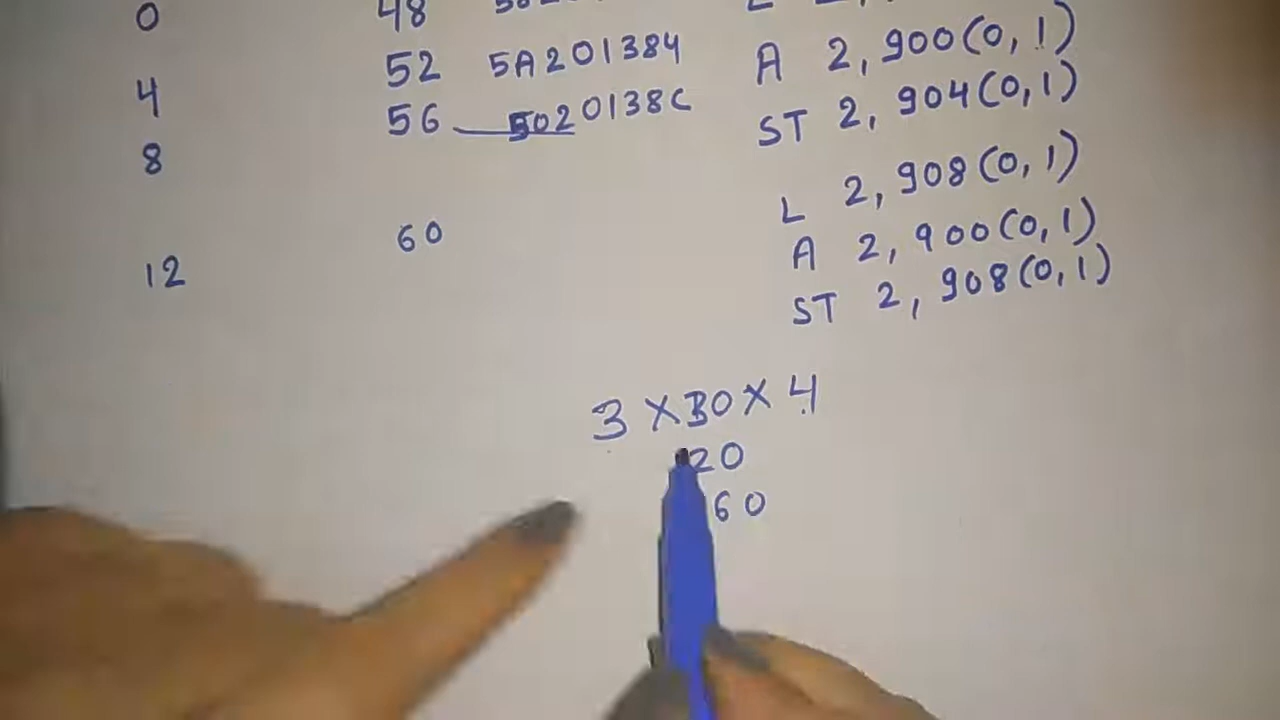 0 48
4 52 5A201384 A 2, 900(0, 1)
8 56 5020138C ST 2, 904(0, 1)
L 2, 908(0, 1)
12 60 A 2, 900(0, 1)
ST 2, 908(0, 1)
3 X 30 X 4
20
60